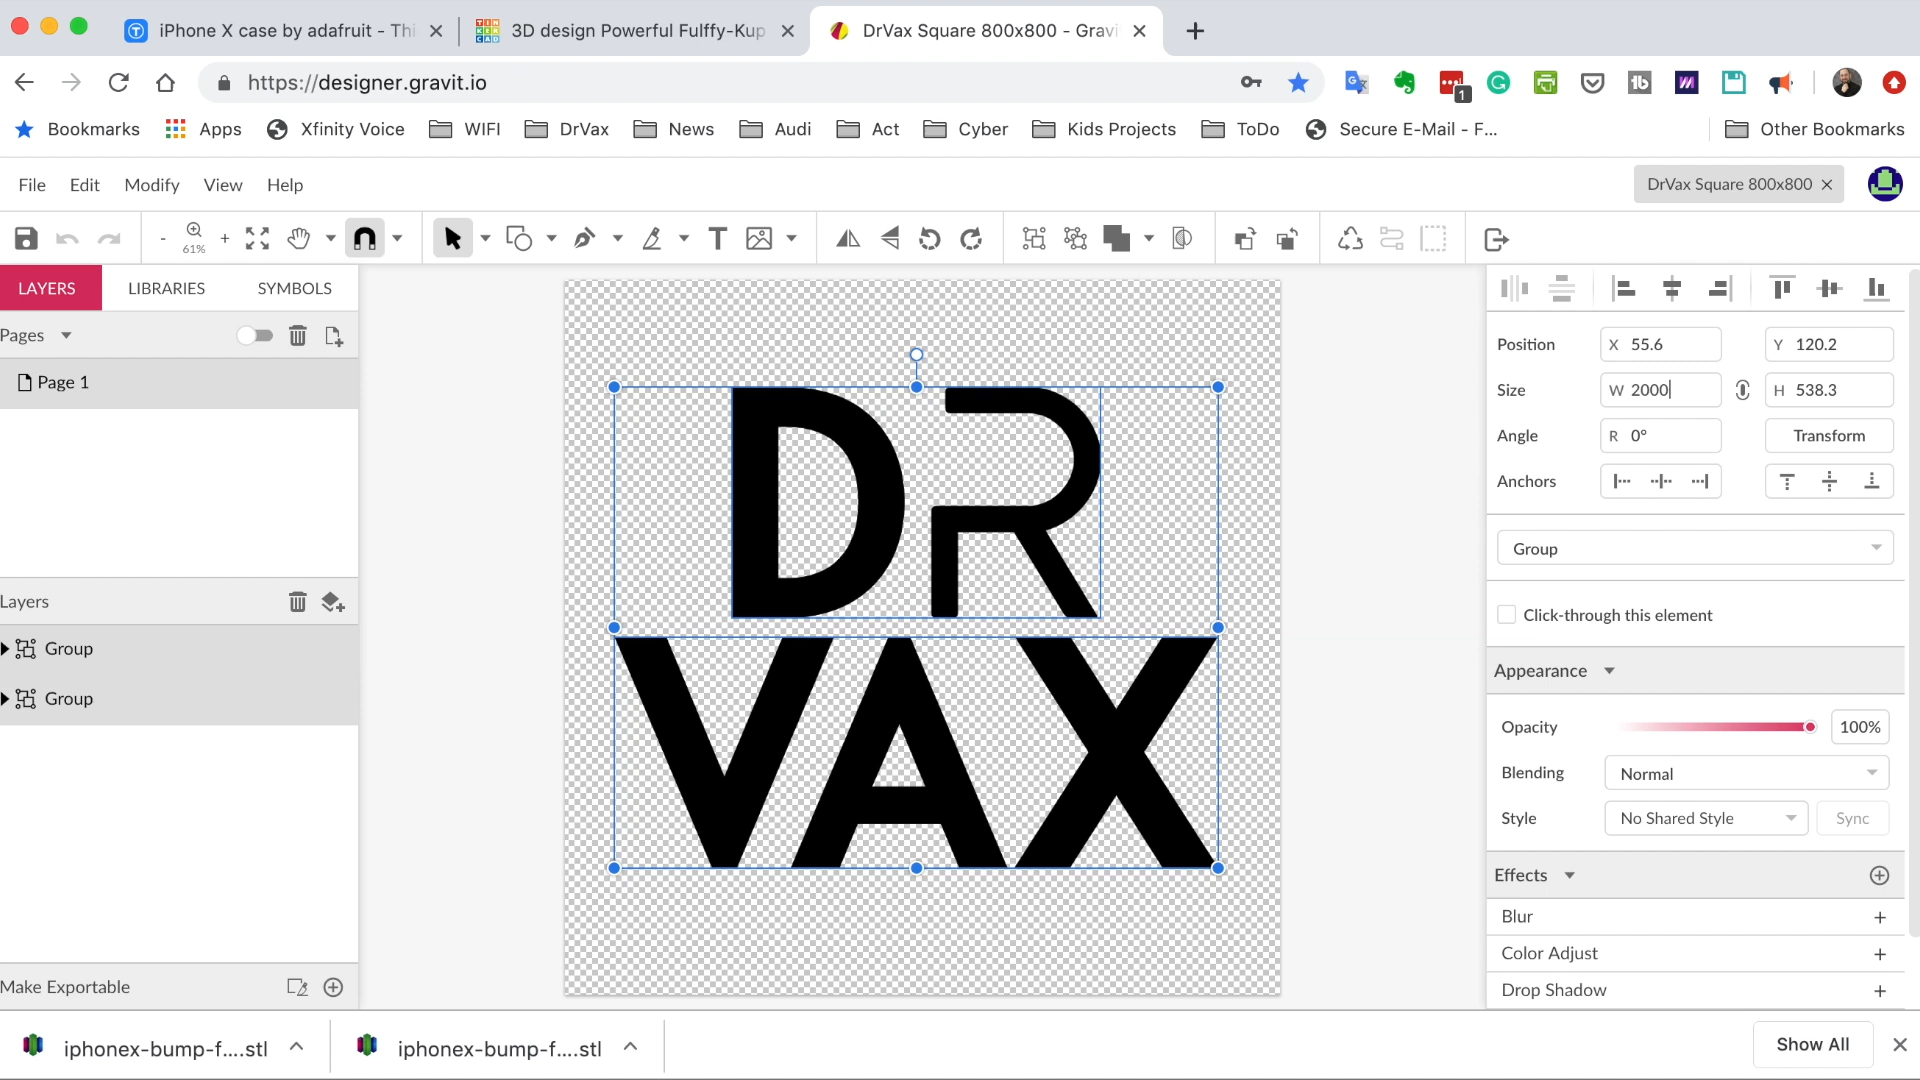 iPhone X case by adafruit - Thi
3D design Powerful Fulffy-Kup
DrVax Square 800x800 - Gravi
https://designer.gravit.io
1
Bookmarks
Apps
Xfinity Voice
WIFI
DrVax
News
Audi
Act
Cyber
Kids Projects
ToDo
Secure E-Mail - F...
Other Bookmarks
File
Edit
Modify
View
Help
DrVax Square 800x800
- 61% +
LAYERS
LIBRARIES
SYMBOLS
Pages
Page 1
Layers
Group
Group
Make Exportable
DR
VAX
Position X 55.6 Y 120.2
Size W 2000 H 538.3
Angle R 0° Transform
Anchors
Group
Click-through this element
Appearance
Opacity 100%
Blending Normal
Style No Shared Style Sync
Effects
Blur +
Color Adjust +
Drop Shadow +
iphonex-bump-f....stl
iphonex-bump-f....stl
Show All